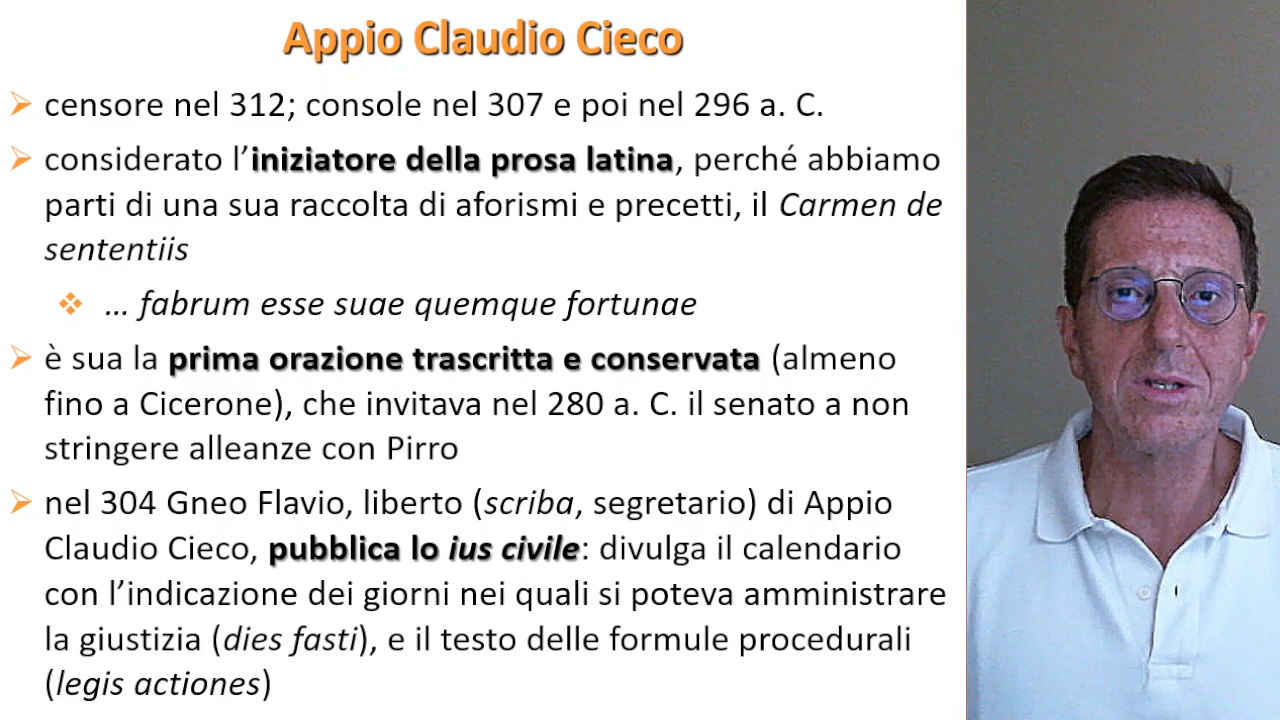 Appio Claudio Cieco
censore nel 312; console nel 307 e poi nel 296 a. C.
considerato l’iniziatore della prosa latina, perché abbiamo
parti di una sua raccolta di aforismi e precetti, il Carmen de
sententiis
… fabrum esse suae quemque fortunae
è sua la prima orazione trascritta e conservata (almeno
fino a Cicerone), che invitava nel 280 a. C. il senato a non
stringere alleanze con Pirro
nel 304 Gneo Flavio, liberto (scriba, segretario) di Appio
Claudio Cieco, pubblica lo ius civile: divulga il calendario
con l’indicazione dei giorni nei quali si poteva amministrare
la giustizia (dies fasti), e il testo delle formule procedurali
(legis actiones)